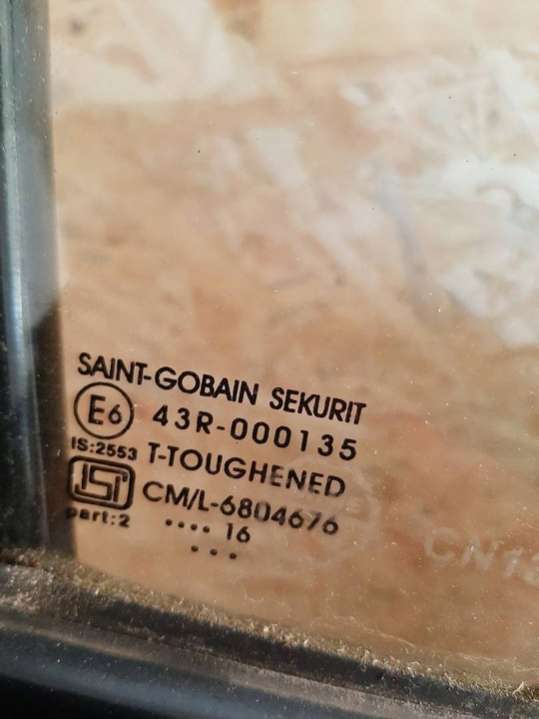 SAINT-GOBAIN SEKURIT
E6 43R-000135
IS:2553 T-TOUGHENED
ISI CM/L-6804676
part:2 •••• 16
•••